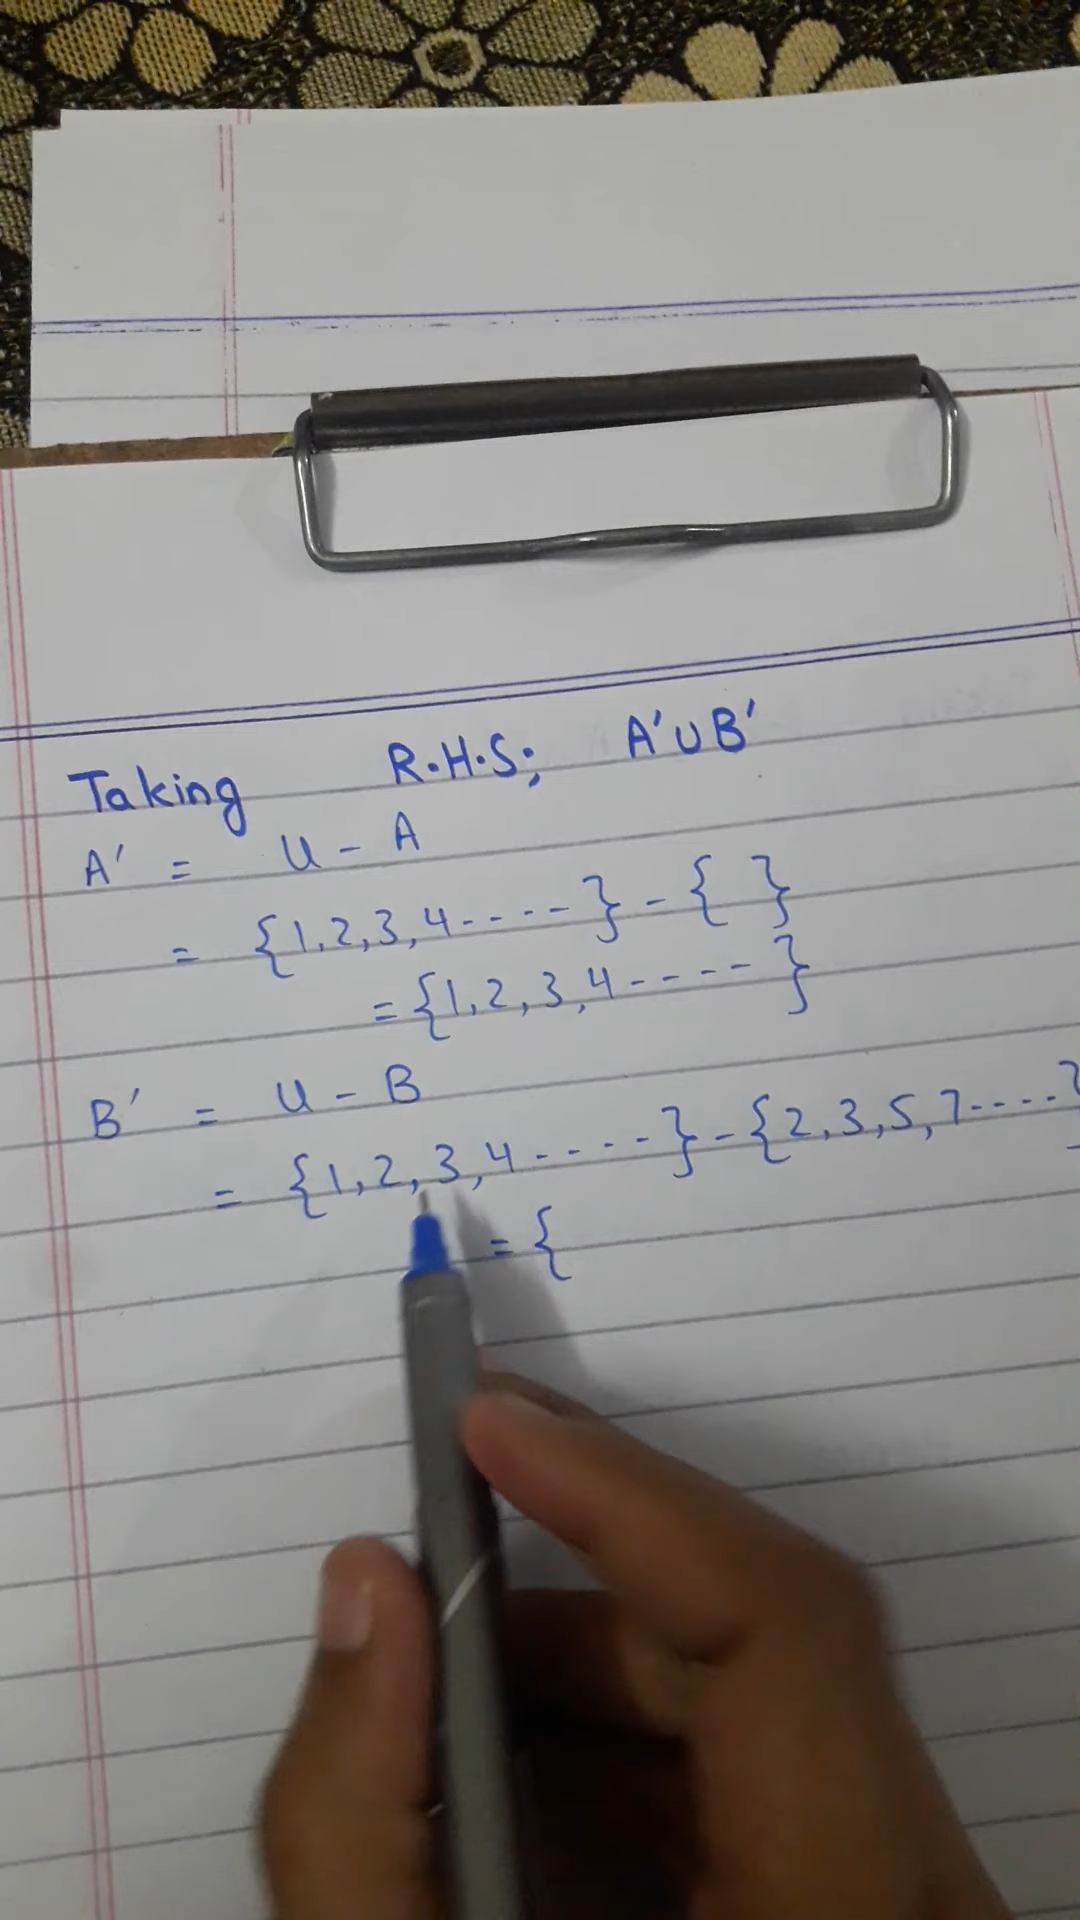 Taking R.H.S; A'∪B'
A' = U - A
= {1,2,3,4----} - { }
= {1,2,3,4----}
B' = U - B
= {1,2,3,4----} - {2,3,5,7----}
= {